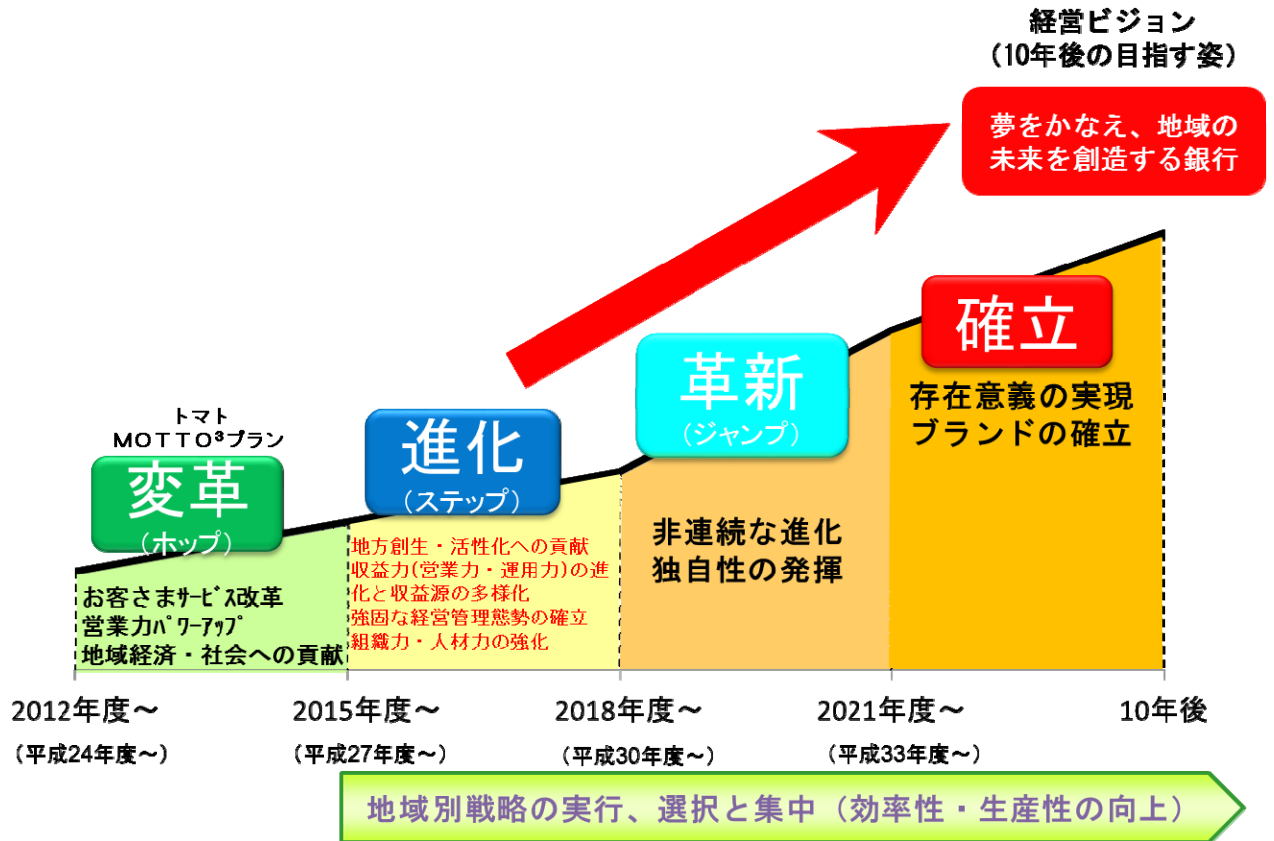 経営ビジョン
（10年後の目指す姿）
夢をかなえ、地域の
未来を創造する銀行
確立
存在意義の実現
ブランドの確立
革新
（ジャンプ）
非連続な進化
独自性の発揮
進化
（ステップ）
地方創生・活性化への貢献
収益力(営業力・運用力)の進
化と収益源の多様化
強固な経営管理態勢の確立
組織力・人材力の強化
トマト
ＭＯＴＴＯ³プラン
変革
（ホップ）
お客さまｻｰﾋﾞｽ改革
営業力ﾊﾟﾜｰｱｯﾌﾟ
地域経済・社会への貢献
2012年度～
2015年度～
2018年度～
2021年度～
10年後
（平成24年度～）
（平成27年度～）
（平成30年度～）
（平成33年度～）
地域別戦略の実行、選択と集中（効率性・生産性の向上）